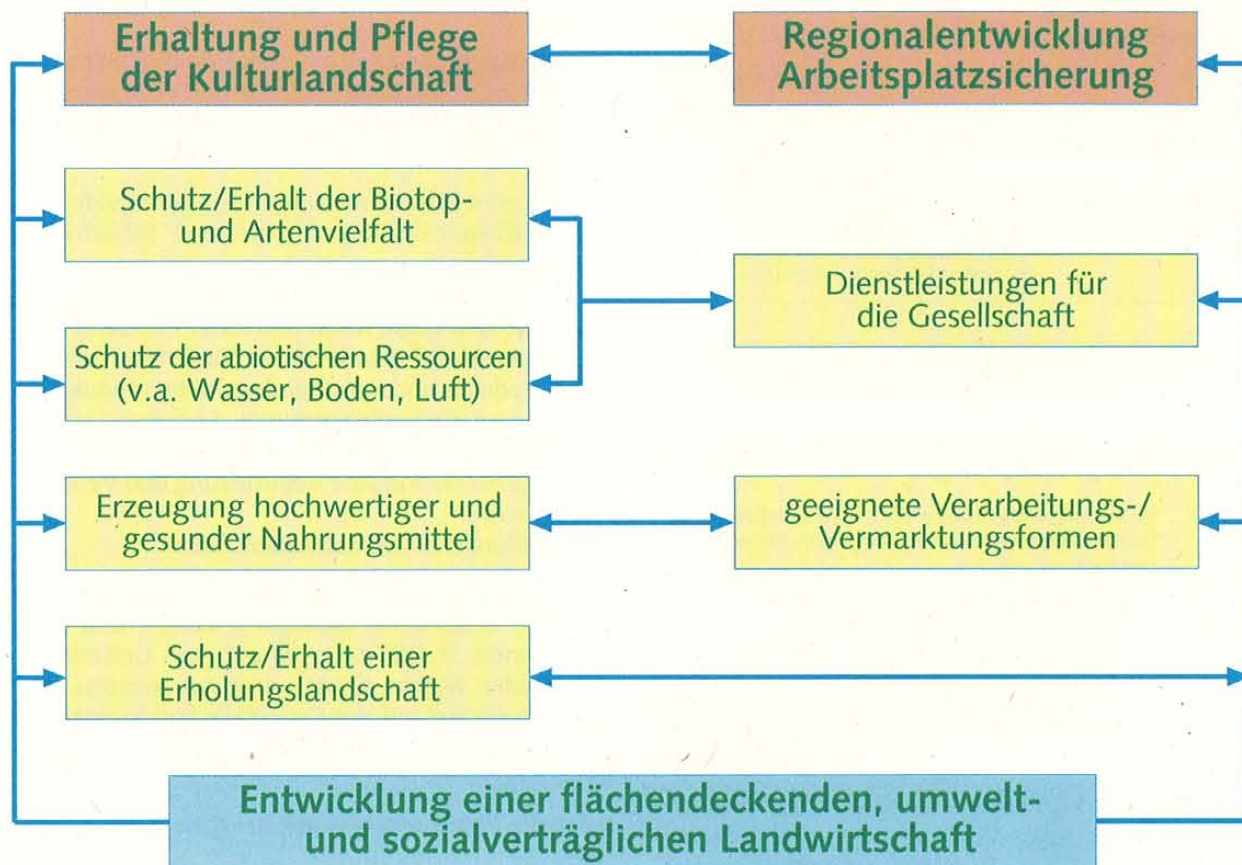 Erhaltung und Pflege
der Kulturlandschaft
Regionalentwicklung
Arbeitsplatzsicherung
Schutz/Erhalt der Biotop-
und Artenvielfalt
Dienstleistungen für
die Gesellschaft
Schutz der abiotischen Ressourcen
(v.a. Wasser, Boden, Luft)
Erzeugung hochwertiger und
gesunder Nahrungsmittel
geeignete Verarbeitungs-/
Vermarktungsformen
Schutz/Erhalt einer
Erholungslandschaft
Entwicklung einer flächendeckenden, umwelt-
und sozialverträglichen Landwirtschaft